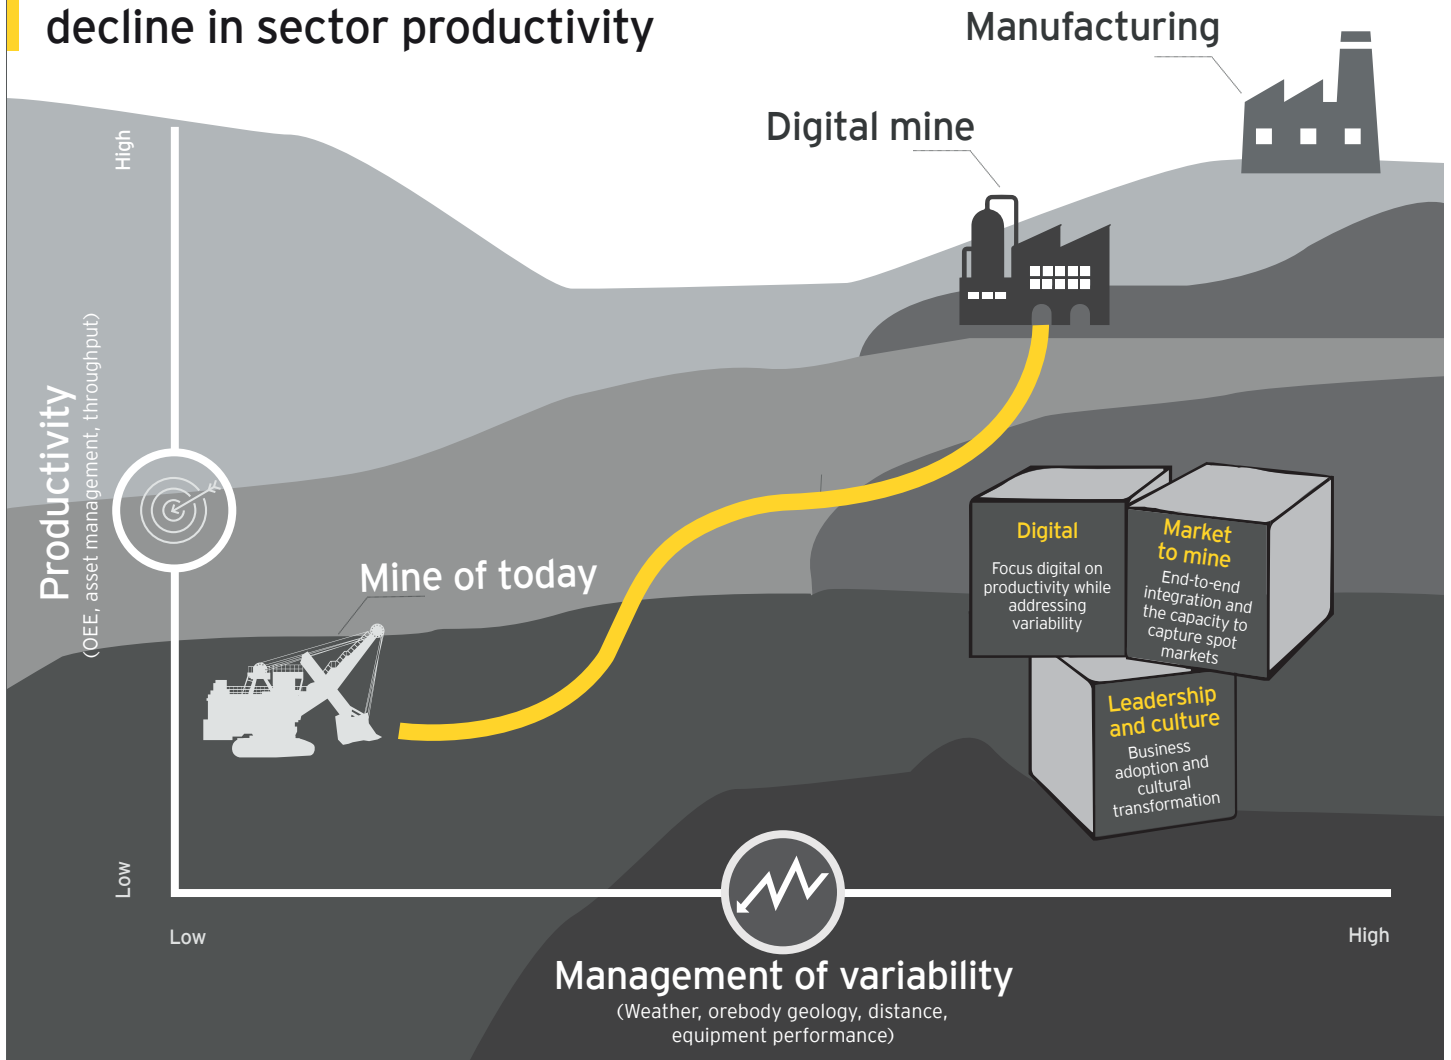 decline in sector productivity
Manufacturing
Digital mine
High
Productivity
(OEE, asset management, throughput)
Mine of today
Digital
Focus digital on
productivity while
addressing
variability
Market
to mine
End-to-end
integration and
the capacity to
capture spot
markets
Leadership
and culture
Business
adoption and
cultural
transformation
Low
Low
High
Management of variability
(Weather, orebody geology, distance,
equipment performance)